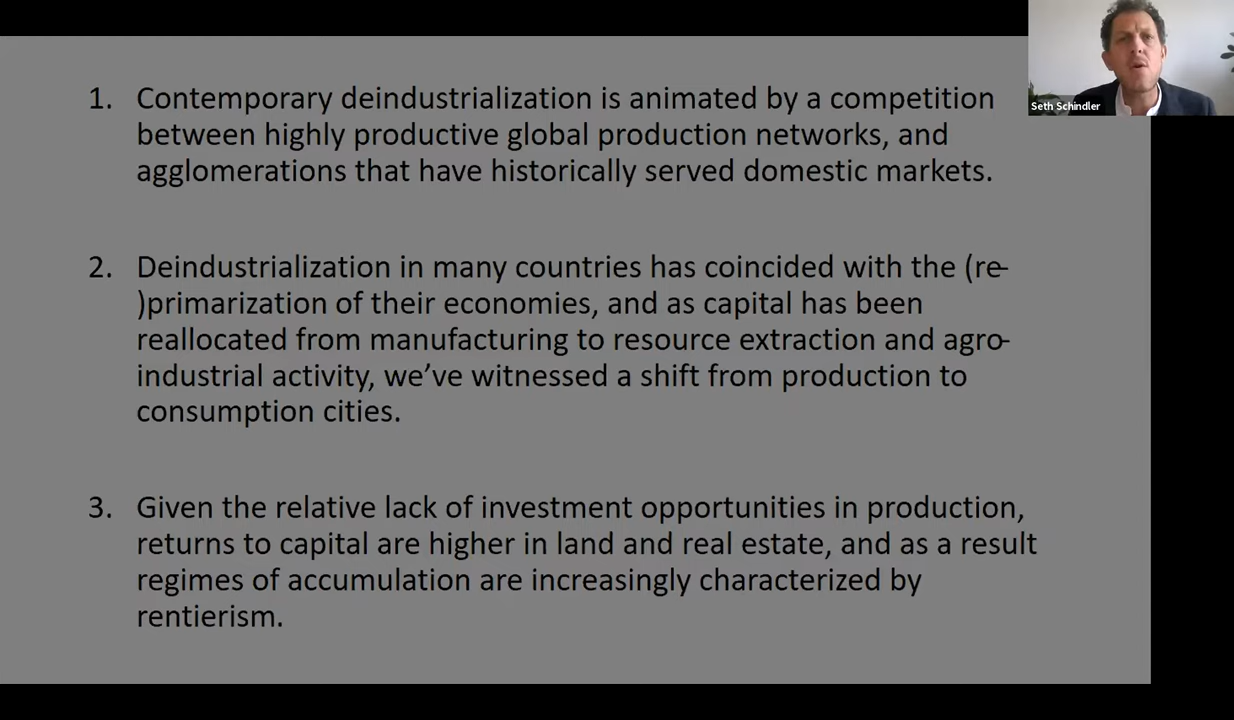 1. Contemporary deindustrialization is animated by a competition
between highly productive global production networks, and
agglomerations that have historically served domestic markets.
2. Deindustrialization in many countries has coincided with the (re-
)primarization of their economies, and as capital has been
reallocated from manufacturing to resource extraction and agro-
industrial activity, we've witnessed a shift from production to
consumption cities.
3. Given the relative lack of investment opportunities in production,
returns to capital are higher in land and real estate, and as a result
regimes of accumulation are increasingly characterized by
rentierism.
Seth Schindler